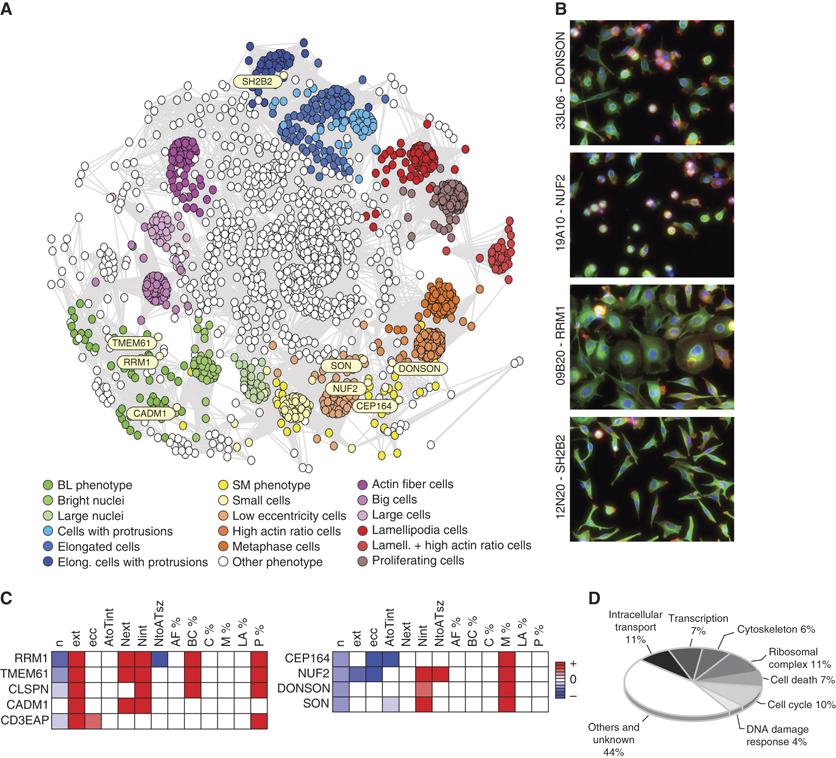 A
B
SH2B2
TMEM61
RRM1
CADM1
SON
DONSON
NUF2
CEP164
BL phenotype
Bright nuclei
Large nuclei
Cells with protrusions
Elongated cells
Elong. cells with protrusions
SM phenotype
Small cells
Low eccentricity cells
High actin ratio cells
Metaphase cells
Other phenotype
Actin fiber cells
Big cells
Large cells
Lamellipodia cells
Lamell. + high actin ratio cells
Proliferating cells
33L06 - DONSON
19A10 - NUF2
09B20 - RRM1
12N20 - SH2B2
C
n ext ecc AtoTint Next Nint NtoATsz AF % BC % C % M % LA % P %
RRM1
TMEM61
CLSPN
CADM1
CD3EAP
n ext ecc AtoTint Next Nint NtoATsz AF % BC % C % M % LA % P %
CEP164
NUF2
DONSON
SON
+
0
−
D
Intracellular
transport
11%
Transcription
7%
Cytoskeleton 6%
Ribosomal
complex 11%
Cell death 7%
Cell cycle 10%
DNA damage
response 4%
Others and
unknown
44%